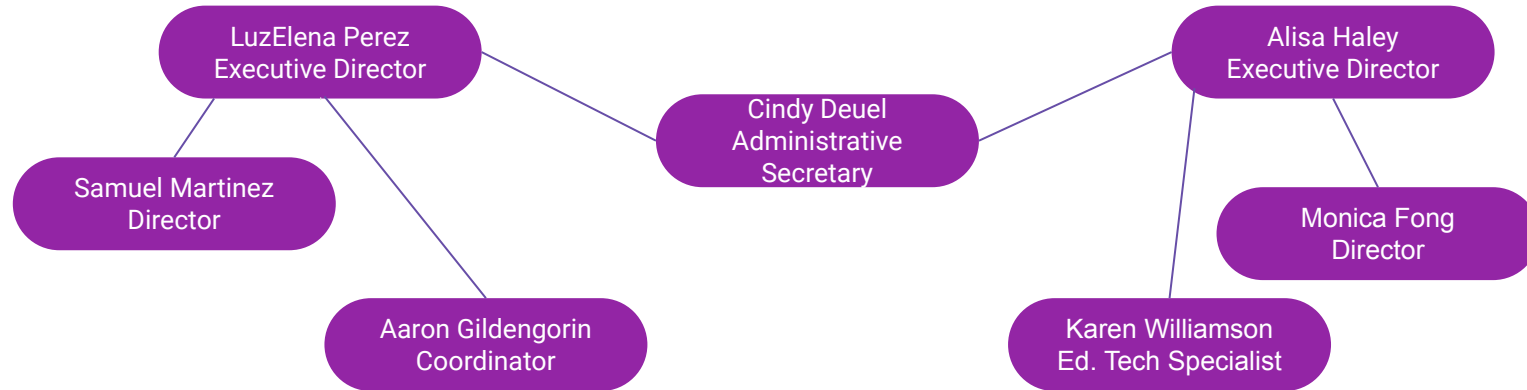 LuzElena Perez
Executive Director
Alisa Haley
Executive Director
Cindy Deuel
Administrative
Secretary
Samuel Martinez
Director
Monica Fong
Director
Aaron Gildengorin
Coordinator
Karen Williamson
Ed. Tech Specialist